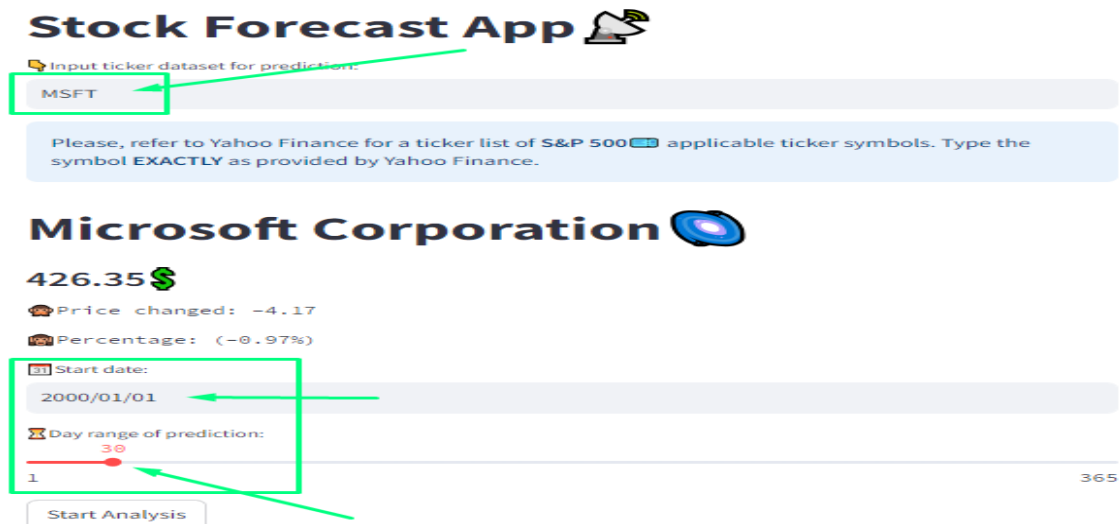 Stock Forecast App
Input ticker dataset for prediction:
MSFT
Please, refer to Yahoo Finance for a ticker list of S&P 500 applicable ticker symbols. Type the
symbol EXACTLY as provided by Yahoo Finance.
Microsoft Corporation
426.35
Price changed: -4.17
Percentage: (-0.97%)
Start date:
2000/01/01
Day range of prediction:
30
1 365
Start Analysis